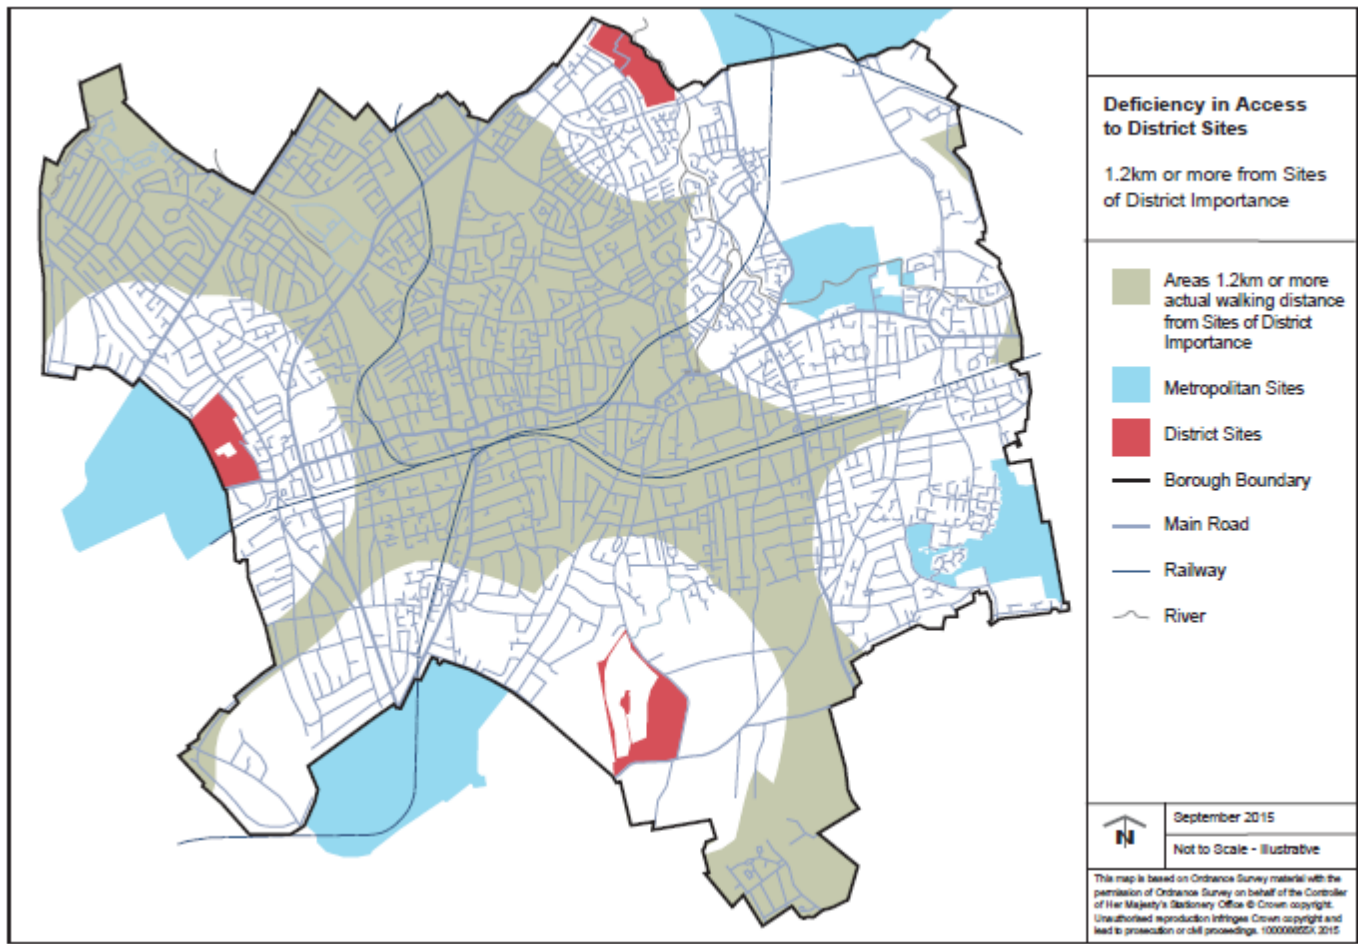 Deficiency in Access
to District Sites
1.2km or more from Sites
of District Importance
Areas 1.2km or more
actual walking distance
from Sites of District
Importance
Metropolitan Sites
District Sites
Borough Boundary
Main Road
Railway
River
N
September 2015
Not to Scale - Illustrative
This map is based on Ordnance Survey material with the
permission of Ordnance Survey on behalf of the Controller
of Her Majesty's Stationery Office © Crown copyright.
Unauthorised reproduction infringes Crown copyright and
lead to prosecution or civil proceedings. 2015